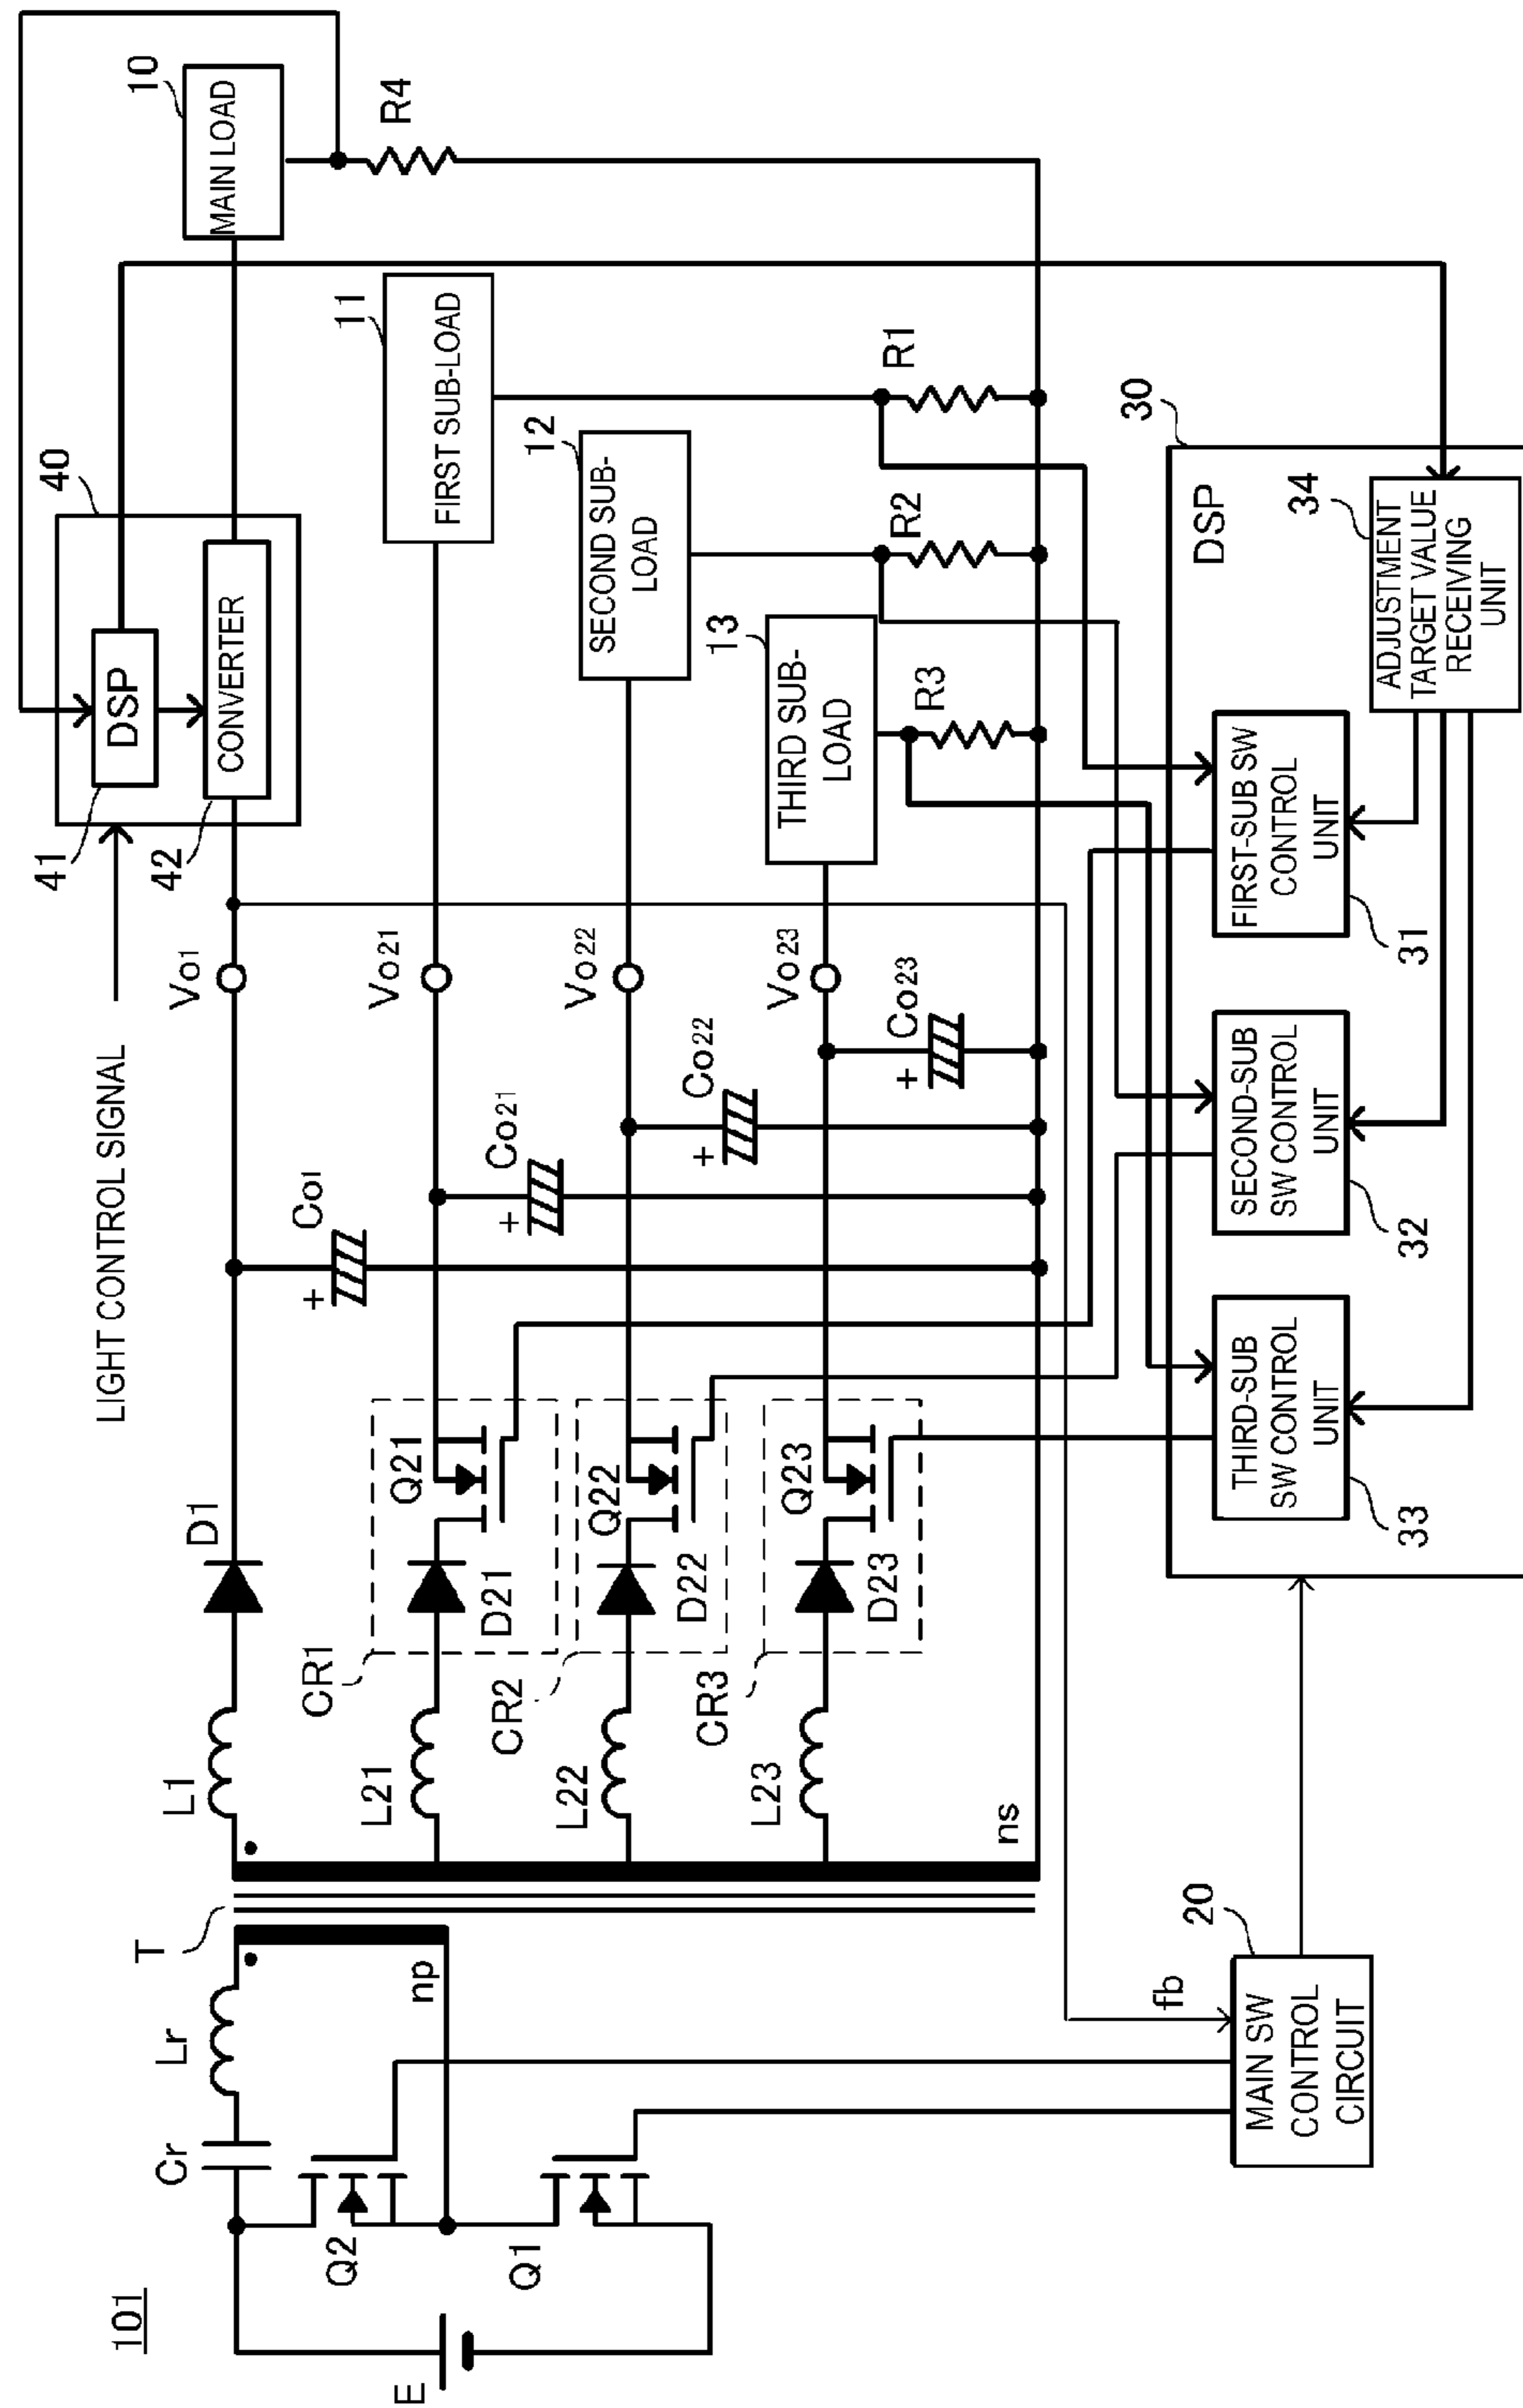 101
E
Q2
Q1
Cr
Lr
T
np
ns
L1
L21
L22
L23
CR1
CR2
CR3
D1
D21
D22
D23
Q21
Q22
Q23
LIGHT CONTROL SIGNAL
+
Co1
+
Co21
+
Co22
+
Co23
Vo1
Vo21
Vo22
Vo23
40
41
DSP
42
CONVERTER
10
MAIN LOAD
11
FIRST SUB-LOAD
12
SECOND SUB-
LOAD
13
THIRD SUB-
LOAD
R4
R1
R2
R3
fb
20
MAIN SW
CONTROL
CIRCUIT
30
DSP
THIRD-SUB
SW CONTROL
UNIT
33
SECOND-SUB
SW CONTROL
UNIT
32
FIRST-SUB SW
CONTROL
UNIT
31
34
ADJUSTMENT
TARGET VALUE
RECEIVING
UNIT